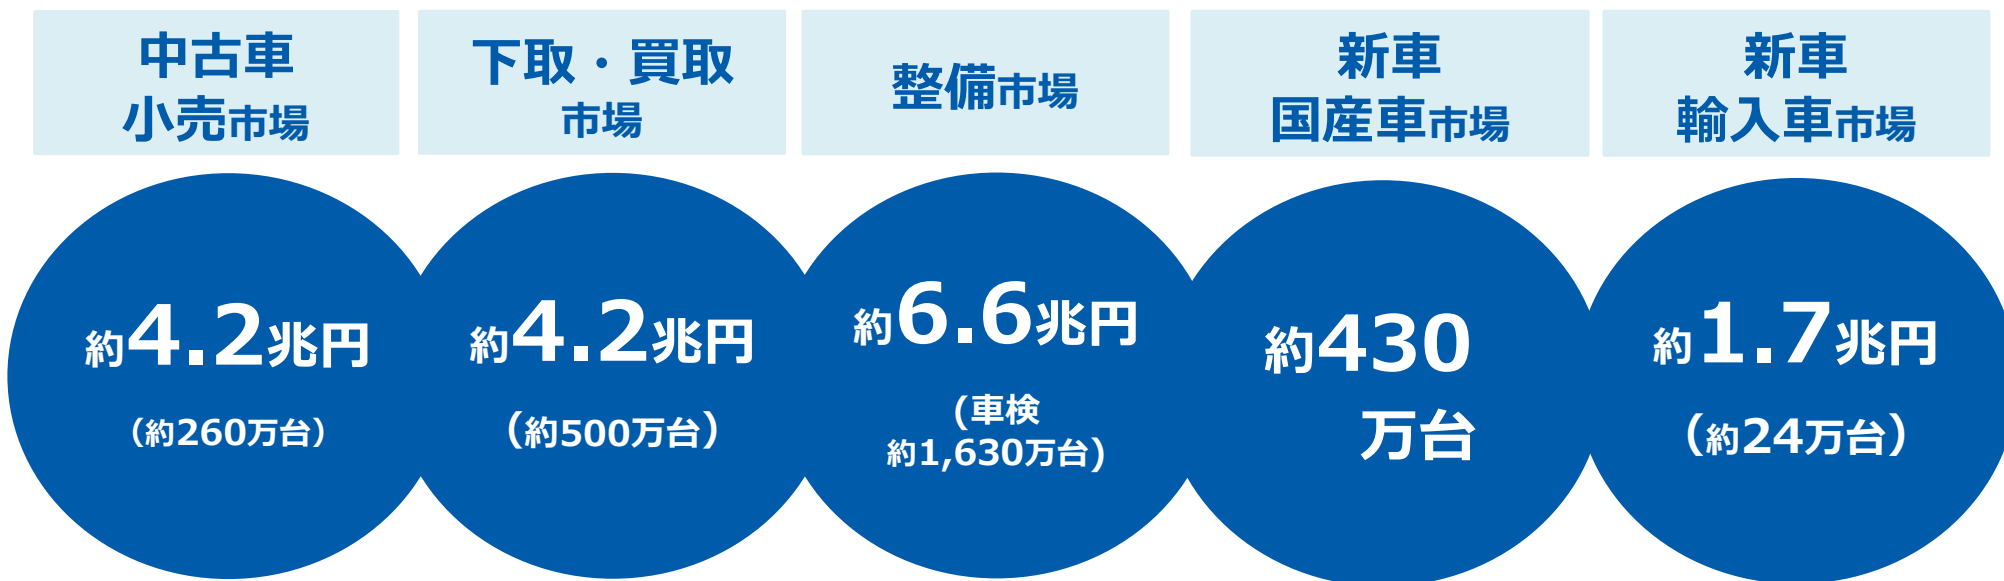 中古車
小売市場
下取・買取
市場
整備市場
新車
国産車市場
新車
輸入車市場
約4.2兆円
（約260万台）
約4.2兆円
（約500万台）
約6.6兆円
(車検
約1,630万台)
約430
万台
約1.7兆円
（約24万台）